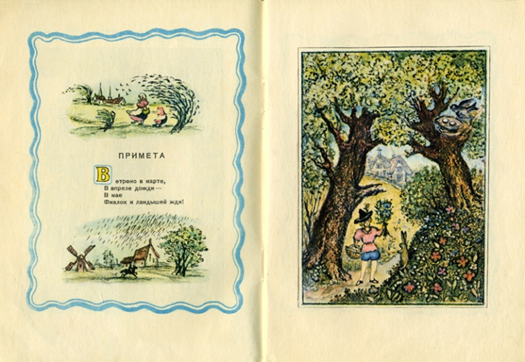 ПРИМЕТА
Ветрено в марте,
В апреле дожди —
В мае
Фиалок и ландышей жди!